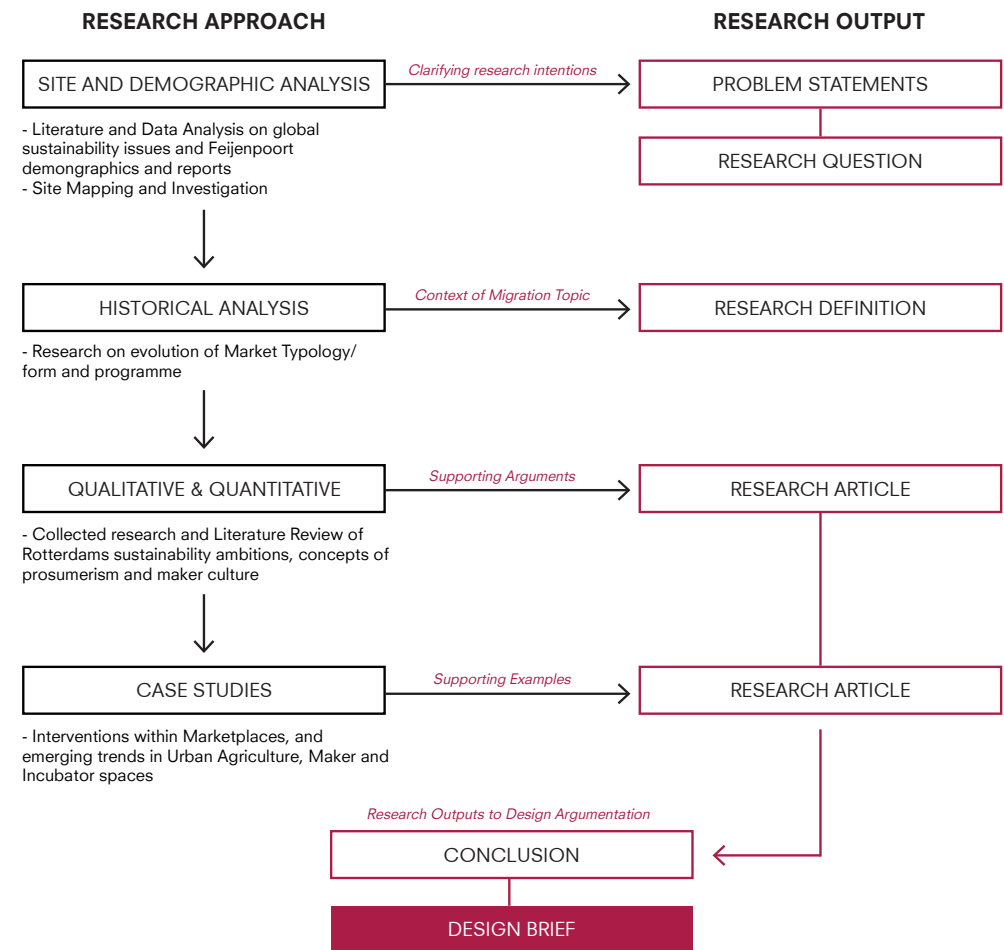 RESEARCH APPROACH
RESEARCH OUTPUT
SITE AND DEMOGRAPHIC ANALYSIS
Clarifying research intentions
PROBLEM STATEMENTS
- Literature and Data Analysis on global
sustainability issues and Feijenpoort
demongraphics and reports
- Site Mapping and Investigation
RESEARCH QUESTION
HISTORICAL ANALYSIS
Context of Migration Topic
RESEARCH DEFINITION
- Research on evolution of Market Typology/
form and programme
QUALITATIVE & QUANTITATIVE
Supporting Arguments
RESEARCH ARTICLE
- Collected research and Literature Review of
Rotterdams sustainability ambitions, concepts of
prosumerism and maker culture
CASE STUDIES
Supporting Examples
RESEARCH ARTICLE
- Interventions within Marketplaces, and
emerging trends in Urban Agriculture, Maker and
Incubator spaces
Research Outputs to Design Argumentation
CONCLUSION
DESIGN BRIEF